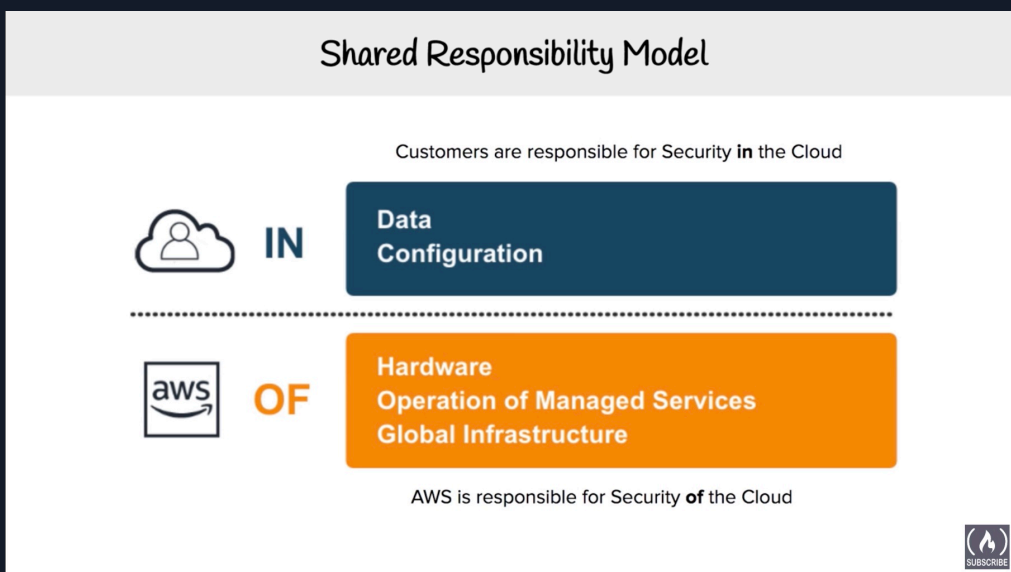 Shared Responsibility Model
Customers are responsible for Security in the Cloud
IN
Data
Configuration
aws
OF
Hardware
Operation of Managed Services
Global Infrastructure
AWS is responsible for Security of the Cloud
SUBSCRIBE